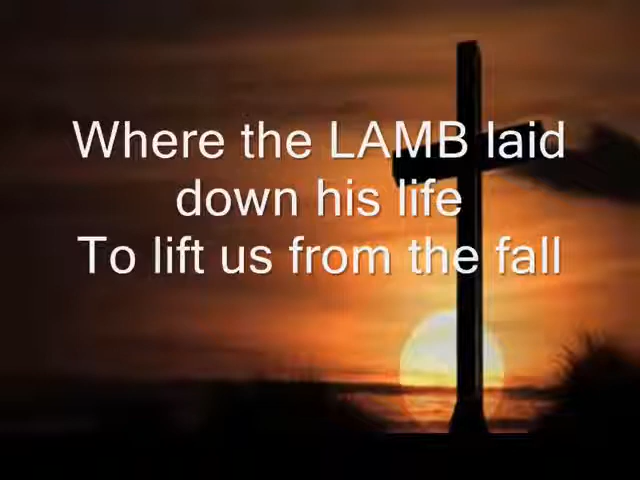 Where the LAMB laid
down his life
To lift us from the fall